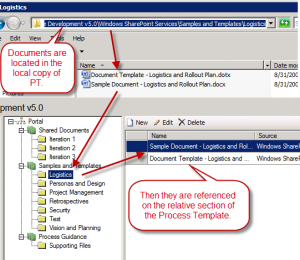 Logistics
Development v5.0\Windows SharePoint Services\Samples and Templates\Logistics
Edit View Tools Help
Documents are
located in the
local copy of
PT.
Name
Date mod
Document Template - Logistics and Rollout Plan.dotx
8/31/200
Sample Document - Logistics and Rollout Plan.docx
8/31/200
pment v5.0
Portal
Shared Documents
Iteration 1
Iteration 2
Iteration 3
Samples and Templates
Logistics
Personas and Design
Project Management
Retrospectives
Security
Test
Vision and Planning
Process Guidance
Supporting Files
New Edit Delete
Name
Source
Sample Document - Logistics and Rol...
Windows ShareP
Document Template - Logistics and ...
Windows ShareP
Then they are referenced
on the relative section of
the Process Template.